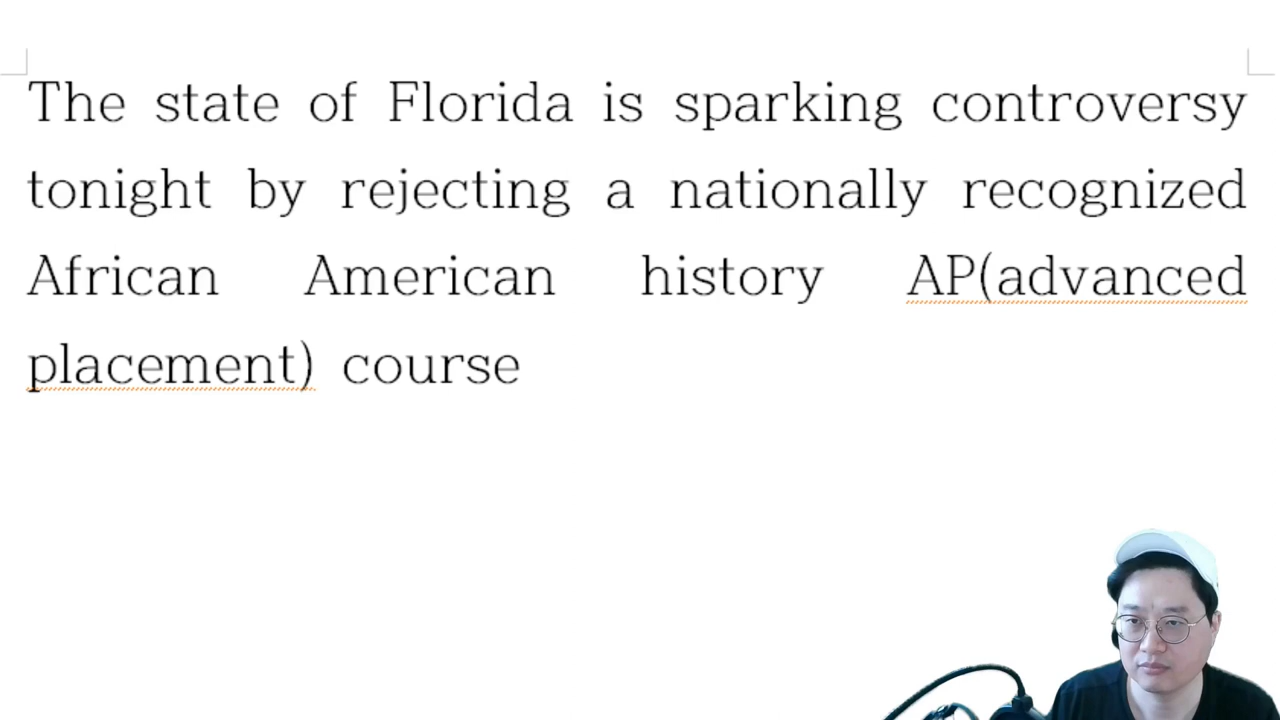 The state of Florida is sparking controversy
tonight by rejecting a nationally recognized
African American history AP(advanced
placement) course